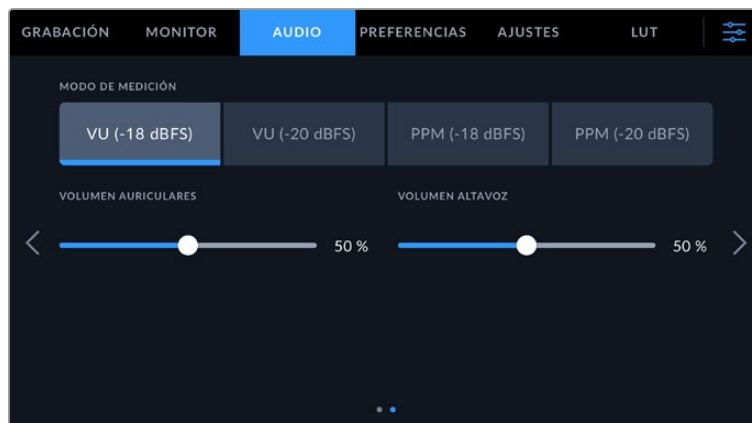 GRABACIÓN MONITOR AUDIO PREFERENCIAS AJUSTES LUT
MODO DE MEDICIÓN
VU (-18 dBFS) VU (-20 dBFS) PPM (-18 dBFS) PPM (-20 dBFS)
VOLUMEN AURICULARES VOLUMEN ALTAVOZ
50 % 50 %